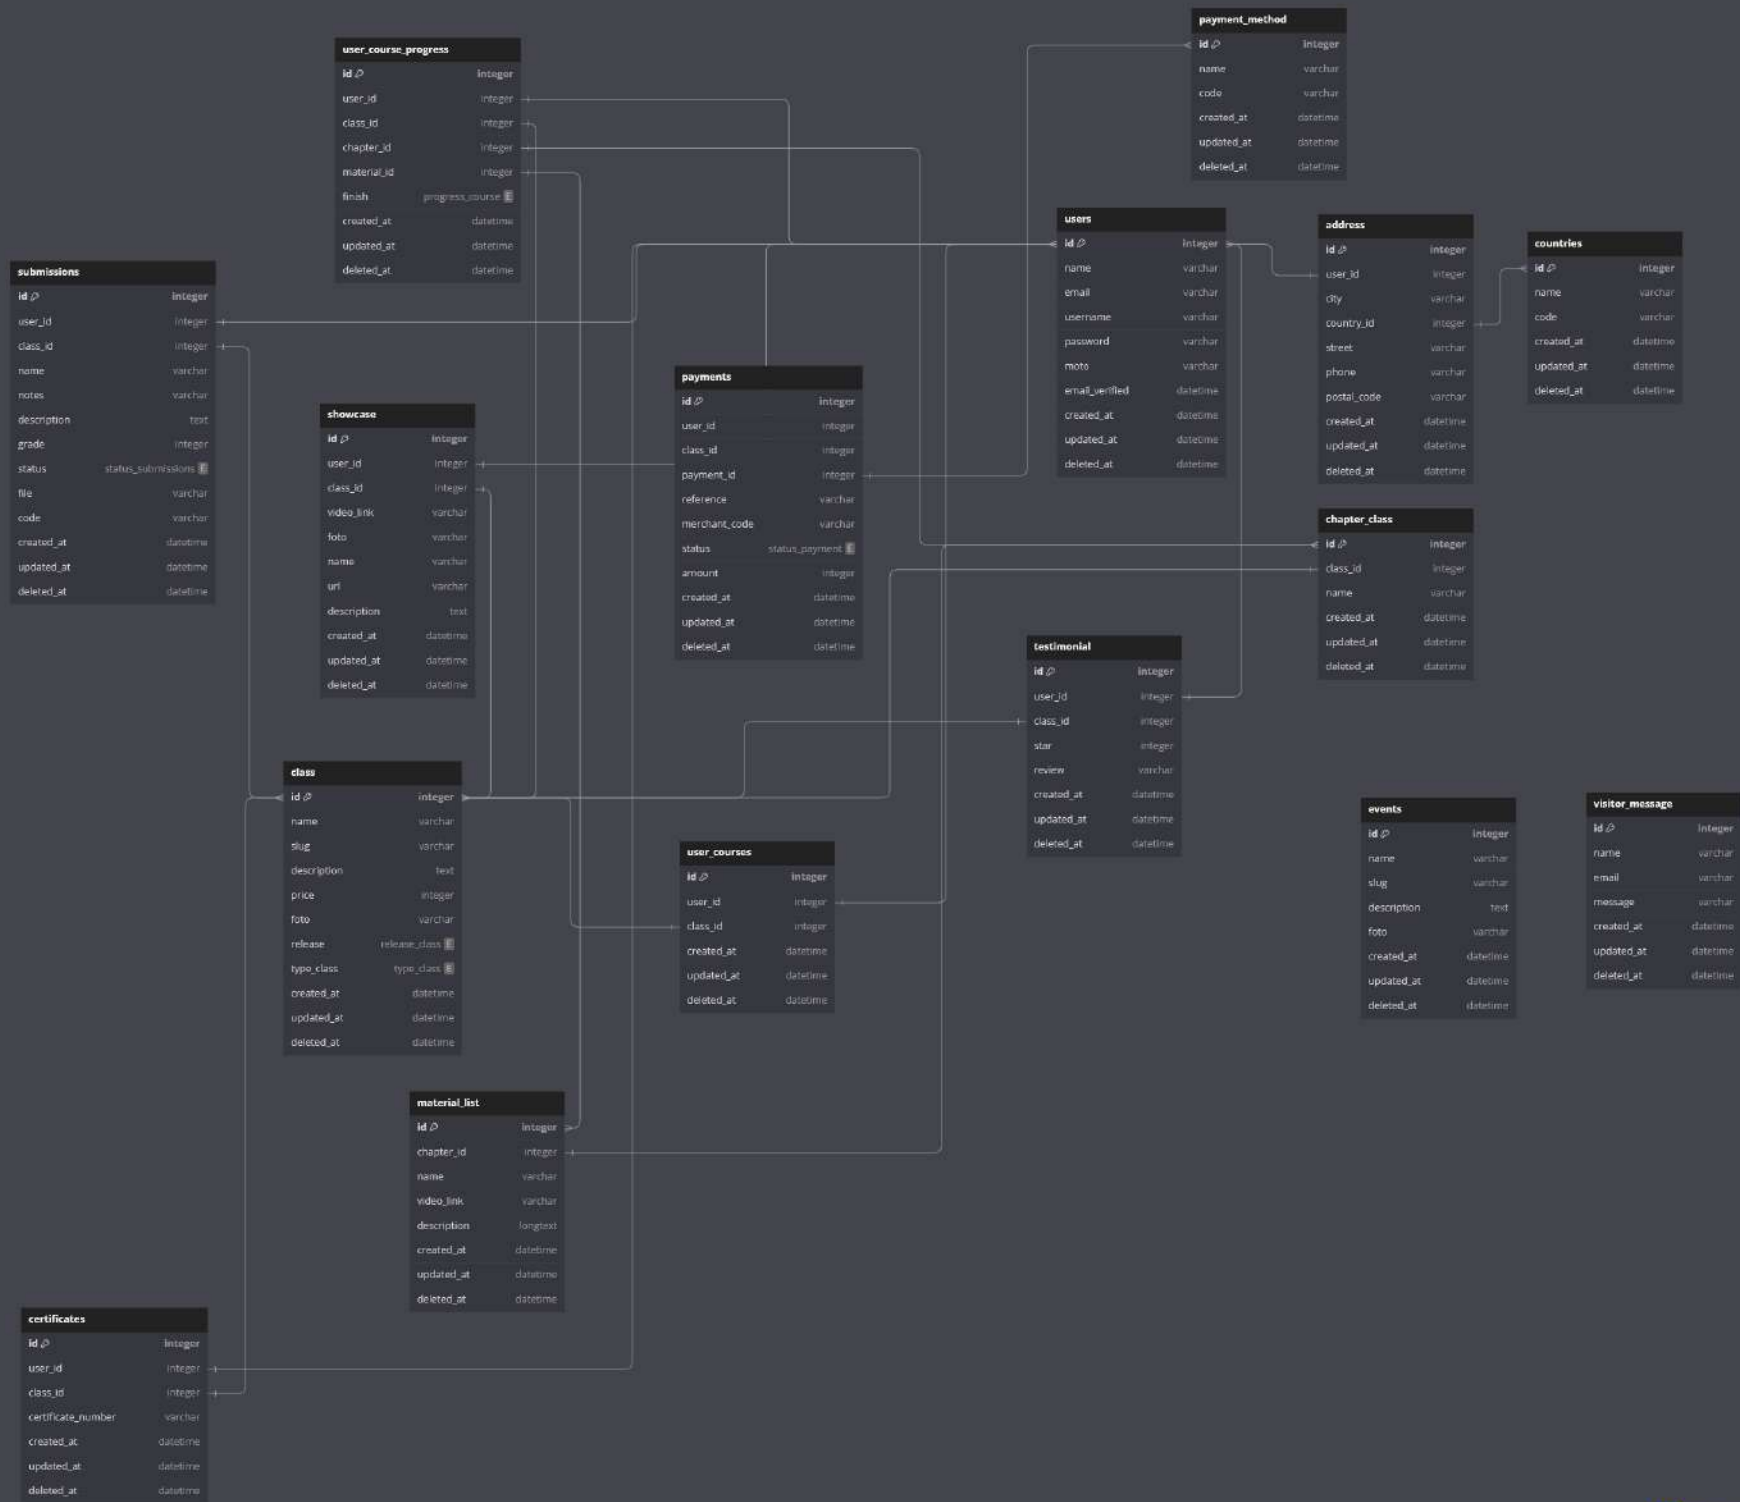 payment_method
id integer
name varchar
code varchar
created_at datetime
updated_at datetime
deleted_at datetime
user_course_progress
id integer
user_id integer
class_id integer
chapter_id integer
material_id integer
finish progress_course E
created_at datetime
updated_at datetime
deleted_at datetime
users
id integer
name varchar
email varchar
username varchar
password varchar
moto varchar
email_verified datetime
created_at datetime
updated_at datetime
deleted_at datetime
address
id integer
user_id integer
city varchar
country_id integer
street varchar
phone varchar
postal_code varchar
created_at datetime
updated_at datetime
deleted_at datetime
countries
id integer
name varchar
code varchar
created_at datetime
updated_at datetime
deleted_at datetime
submissions
id integer
user_id integer
class_id integer
name varchar
notes varchar
description text
grade integer
status status_submissions E
file varchar
code varchar
created_at datetime
updated_at datetime
deleted_at datetime
payments
id integer
user_id integer
class_id integer
payment_id integer
reference varchar
merchant_code varchar
status status_payment E
amount integer
created_at datetime
updated_at datetime
deleted_at datetime
showcase
id integer
user_id integer
class_id integer
video_link varchar
foto varchar
name varchar
url varchar
description text
created_at datetime
updated_at datetime
deleted_at datetime
chapter_class
id integer
class_id integer
name varchar
created_at datetime
updated_at datetime
deleted_at datetime
testimonial
id integer
user_id integer
class_id integer
star integer
review varchar
created_at datetime
updated_at datetime
deleted_at datetime
class
id integer
name varchar
slug varchar
description text
price integer
foto varchar
release release_class E
type_class type_class E
created_at datetime
updated_at datetime
deleted_at datetime
user_courses
id integer
user_id integer
class_id integer
created_at datetime
updated_at datetime
deleted_at datetime
events
id integer
name varchar
slug varchar
description text
foto varchar
created_at datetime
updated_at datetime
deleted_at datetime
visitor_message
id integer
name varchar
email varchar
message varchar
created_at datetime
updated_at datetime
deleted_at datetime
material_list
id integer
chapter_id integer
name varchar
video_link varchar
description longtext
created_at datetime
updated_at datetime
deleted_at datetime
certificates
id integer
user_id integer
class_id integer
certificate_number varchar
created_at datetime
updated_at datetime
deleted_at datetime